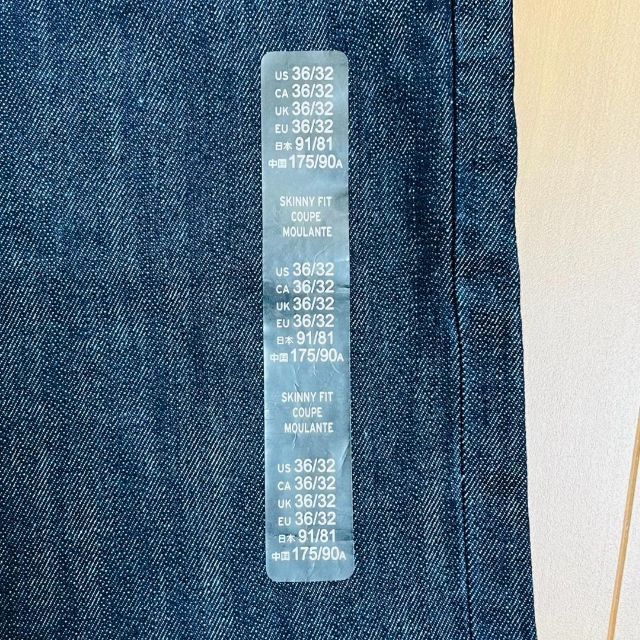 US 36/32
CA 36/32
UK 36/32
EU 36/32
日本 91/81
中国 175/90A
SKINNY FIT
COUPE
MOULANTE
US 36/32
CA 36/32
UK 36/32
EU 36/32
日本 91/81
中国 175/90A
SKINNY FIT
COUPE
MOULANTE
US 36/32
CA 36/32
UK 36/32
EU 36/32
日本 91/81
中国 175/90A